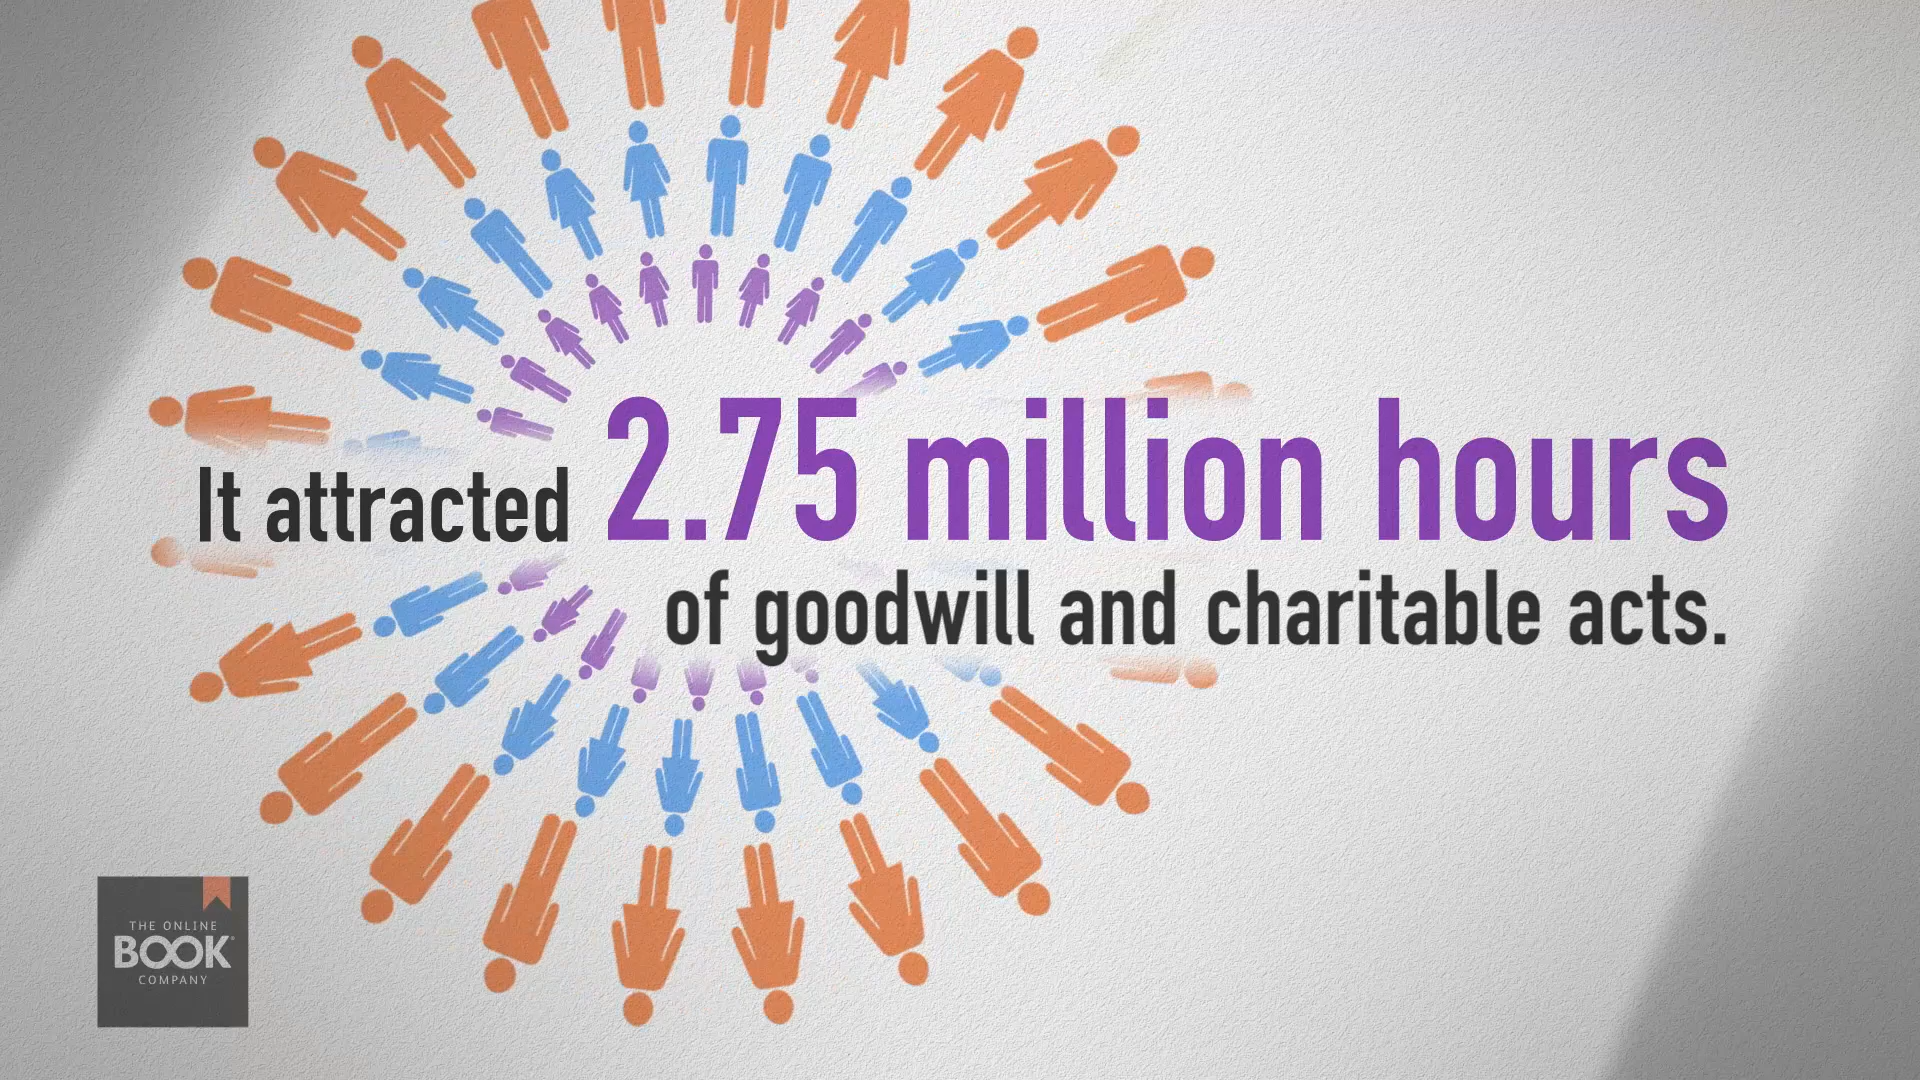 It attracted 2.75 million hours
of goodwill and charitable acts.
THE ONLINE
BOOK
COMPANY